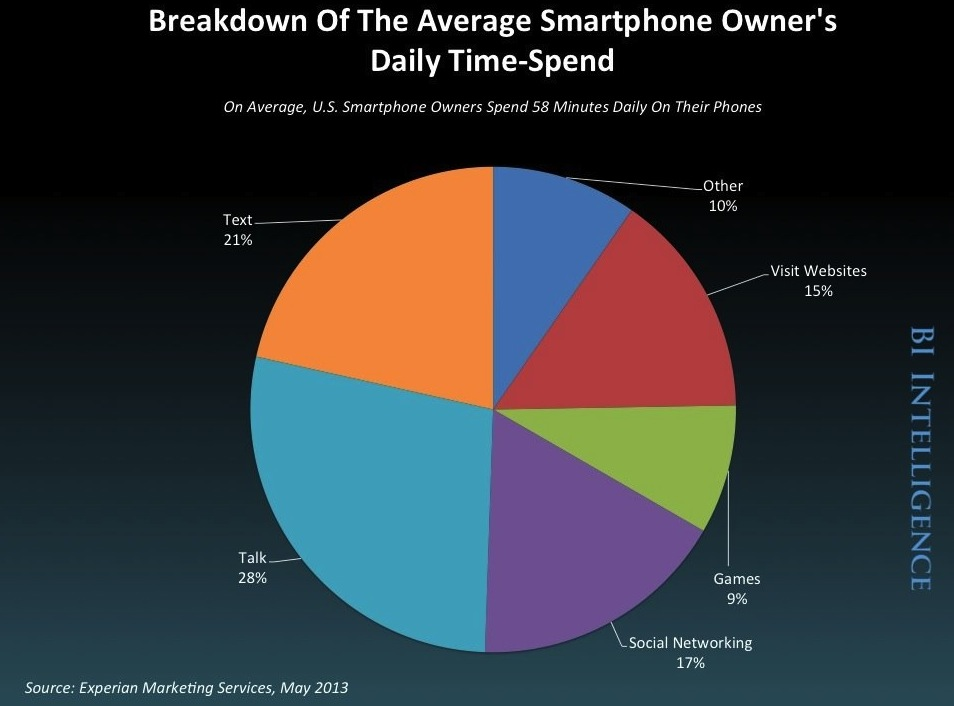 Breakdown Of The Average Smartphone Owner's
Daily Time-Spend
On Average, U.S. Smartphone Owners Spend 58 Minutes Daily On Their Phones
Other
10%
Text
21%
Visit Websites
15%
BI INTELLIGENCE
Talk
28%
Games
9%
Social Networking
17%
Source: Experian Marketing Services, May 2013